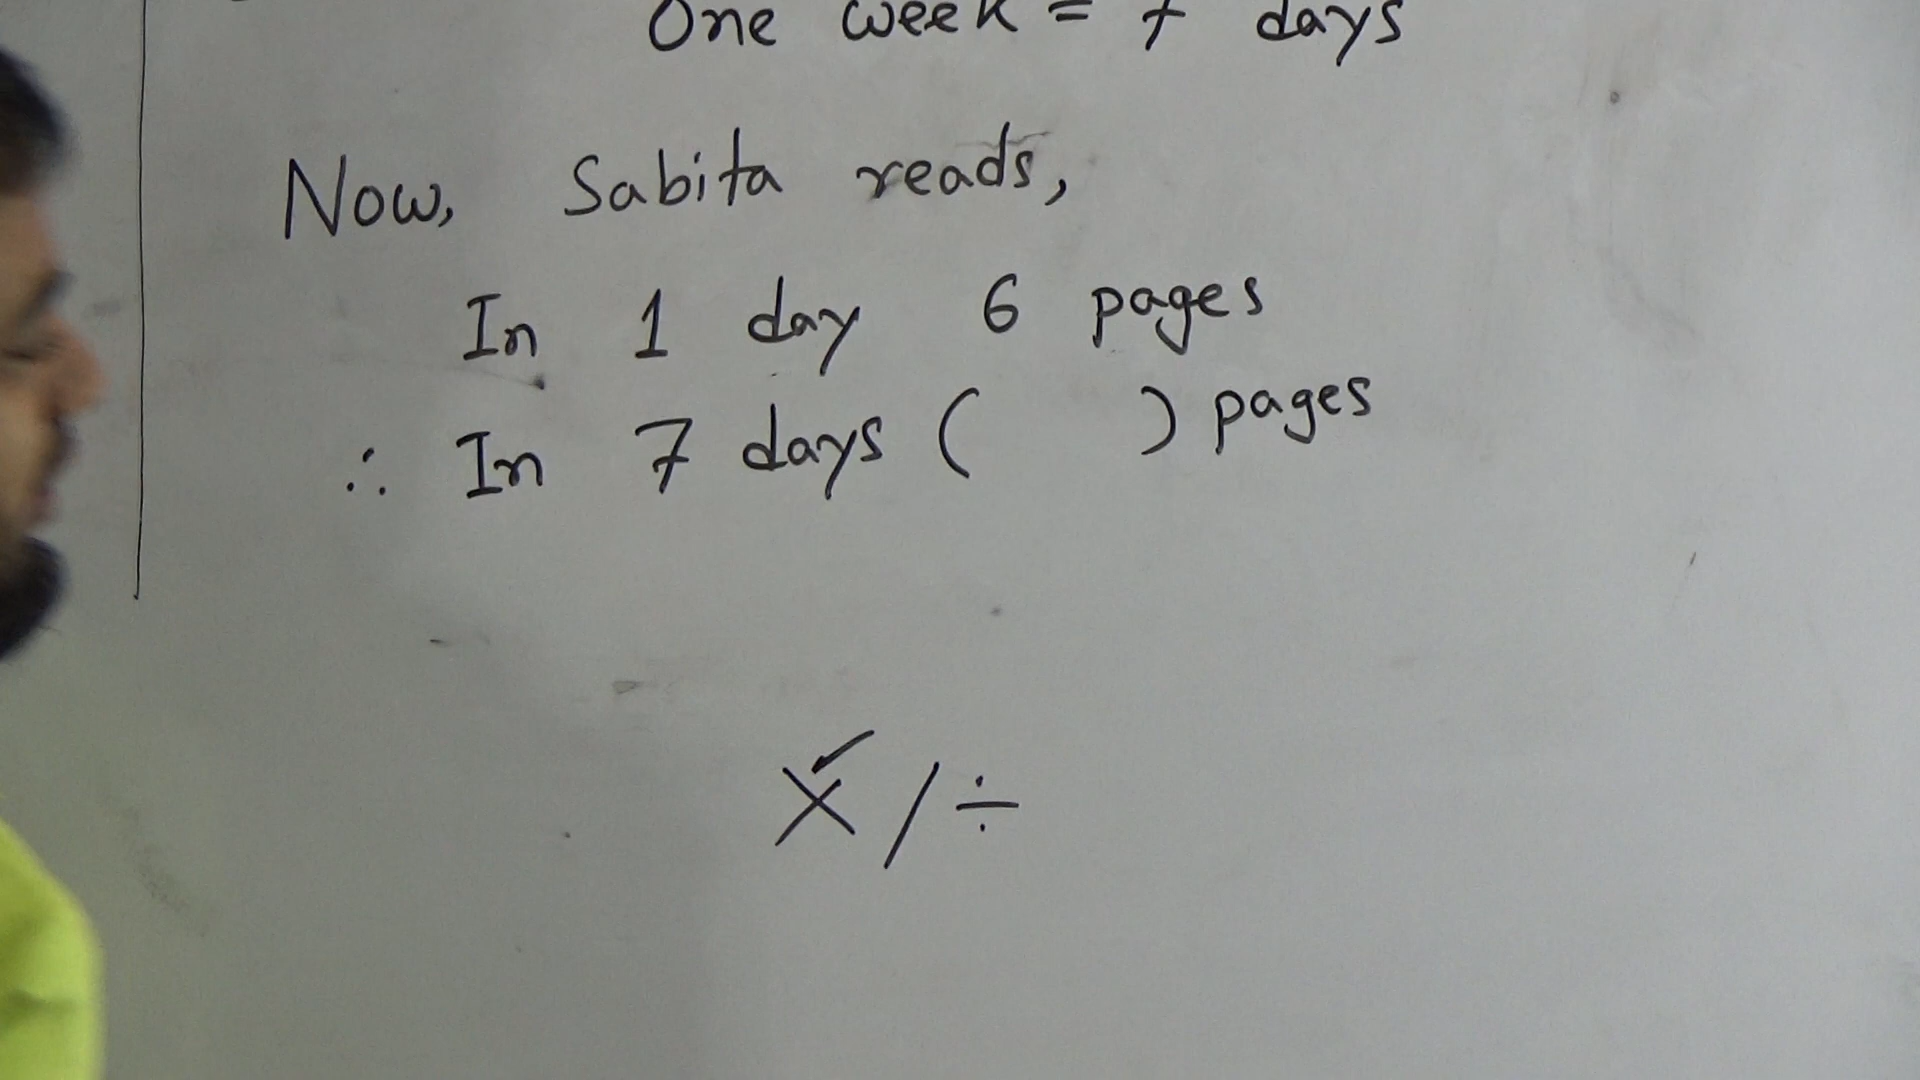 One week = 7 days
Now, Sabita reads,
In 1 day 6 pages
∴ In 7 days ( ) pages
× ✓ / ÷